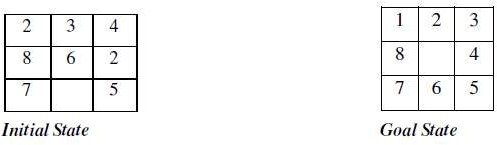 2 3 4
8 6 2
7 5
Initial State
1 2 3
8 4
7 6 5
Goal State